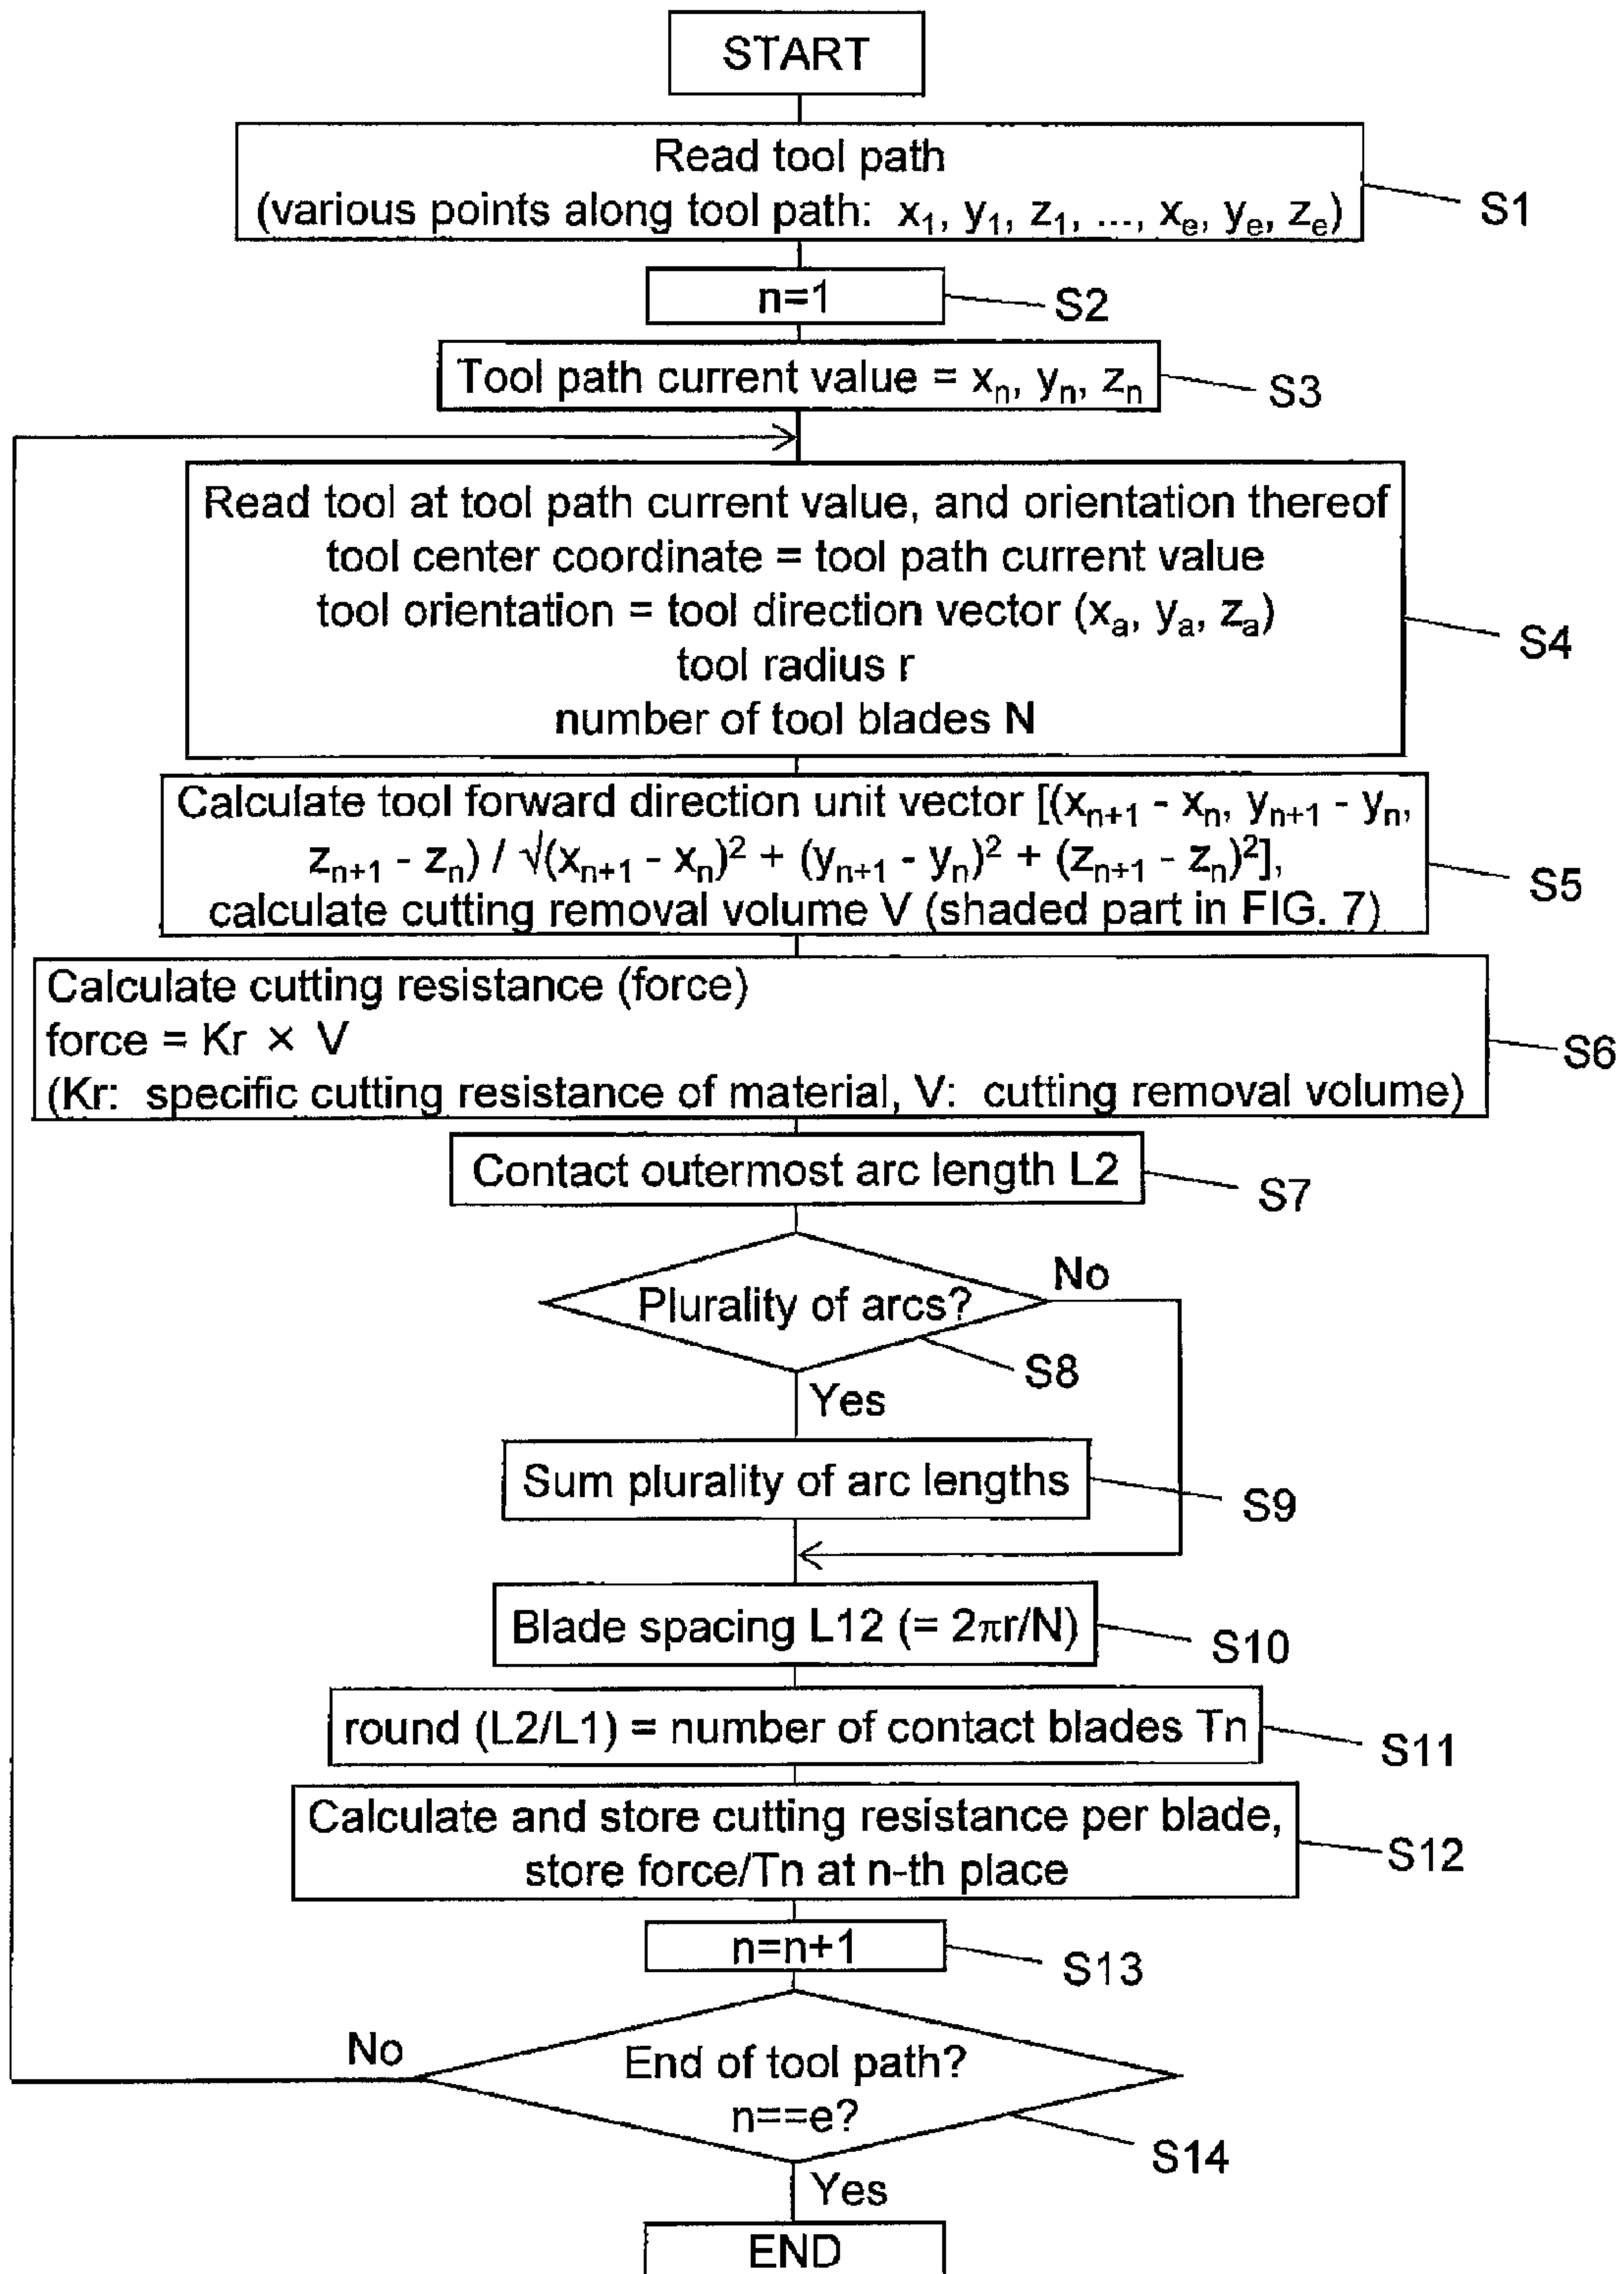 START
Read tool path
(various points along tool path: x₁, y₁, z₁, ..., xₑ, yₑ, zₑ)
S1
n=1
S2
Tool path current value = xₙ, yₙ, zₙ
S3
Read tool at tool path current value, and orientation thereof
tool center coordinate = tool path current value
tool orientation = tool direction vector (xₐ, yₐ, zₐ)
tool radius r
number of tool blades N
S4
Calculate tool forward direction unit vector [(xₙ₊₁ - xₙ, yₙ₊₁ - yₙ,
zₙ₊₁ - zₙ) / √(xₙ₊₁ - xₙ)² + (yₙ₊₁ - yₙ)² + (zₙ₊₁ - zₙ)²],
calculate cutting removal volume V (shaded part in FIG. 7)
S5
Calculate cutting resistance (force)
force = Kr × V
(Kr: specific cutting resistance of material, V: cutting removal volume)
S6
Contact outermost arc length L2
S7
Plurality of arcs?
No
S8
Yes
Sum plurality of arc lengths
S9
Blade spacing L12 (= 2πr/N)
S10
round (L2/L1) = number of contact blades Tn
S11
Calculate and store cutting resistance per blade,
store force/Tn at n-th place
S12
n=n+1
S13
No
End of tool path?
n==e?
S14
Yes
END